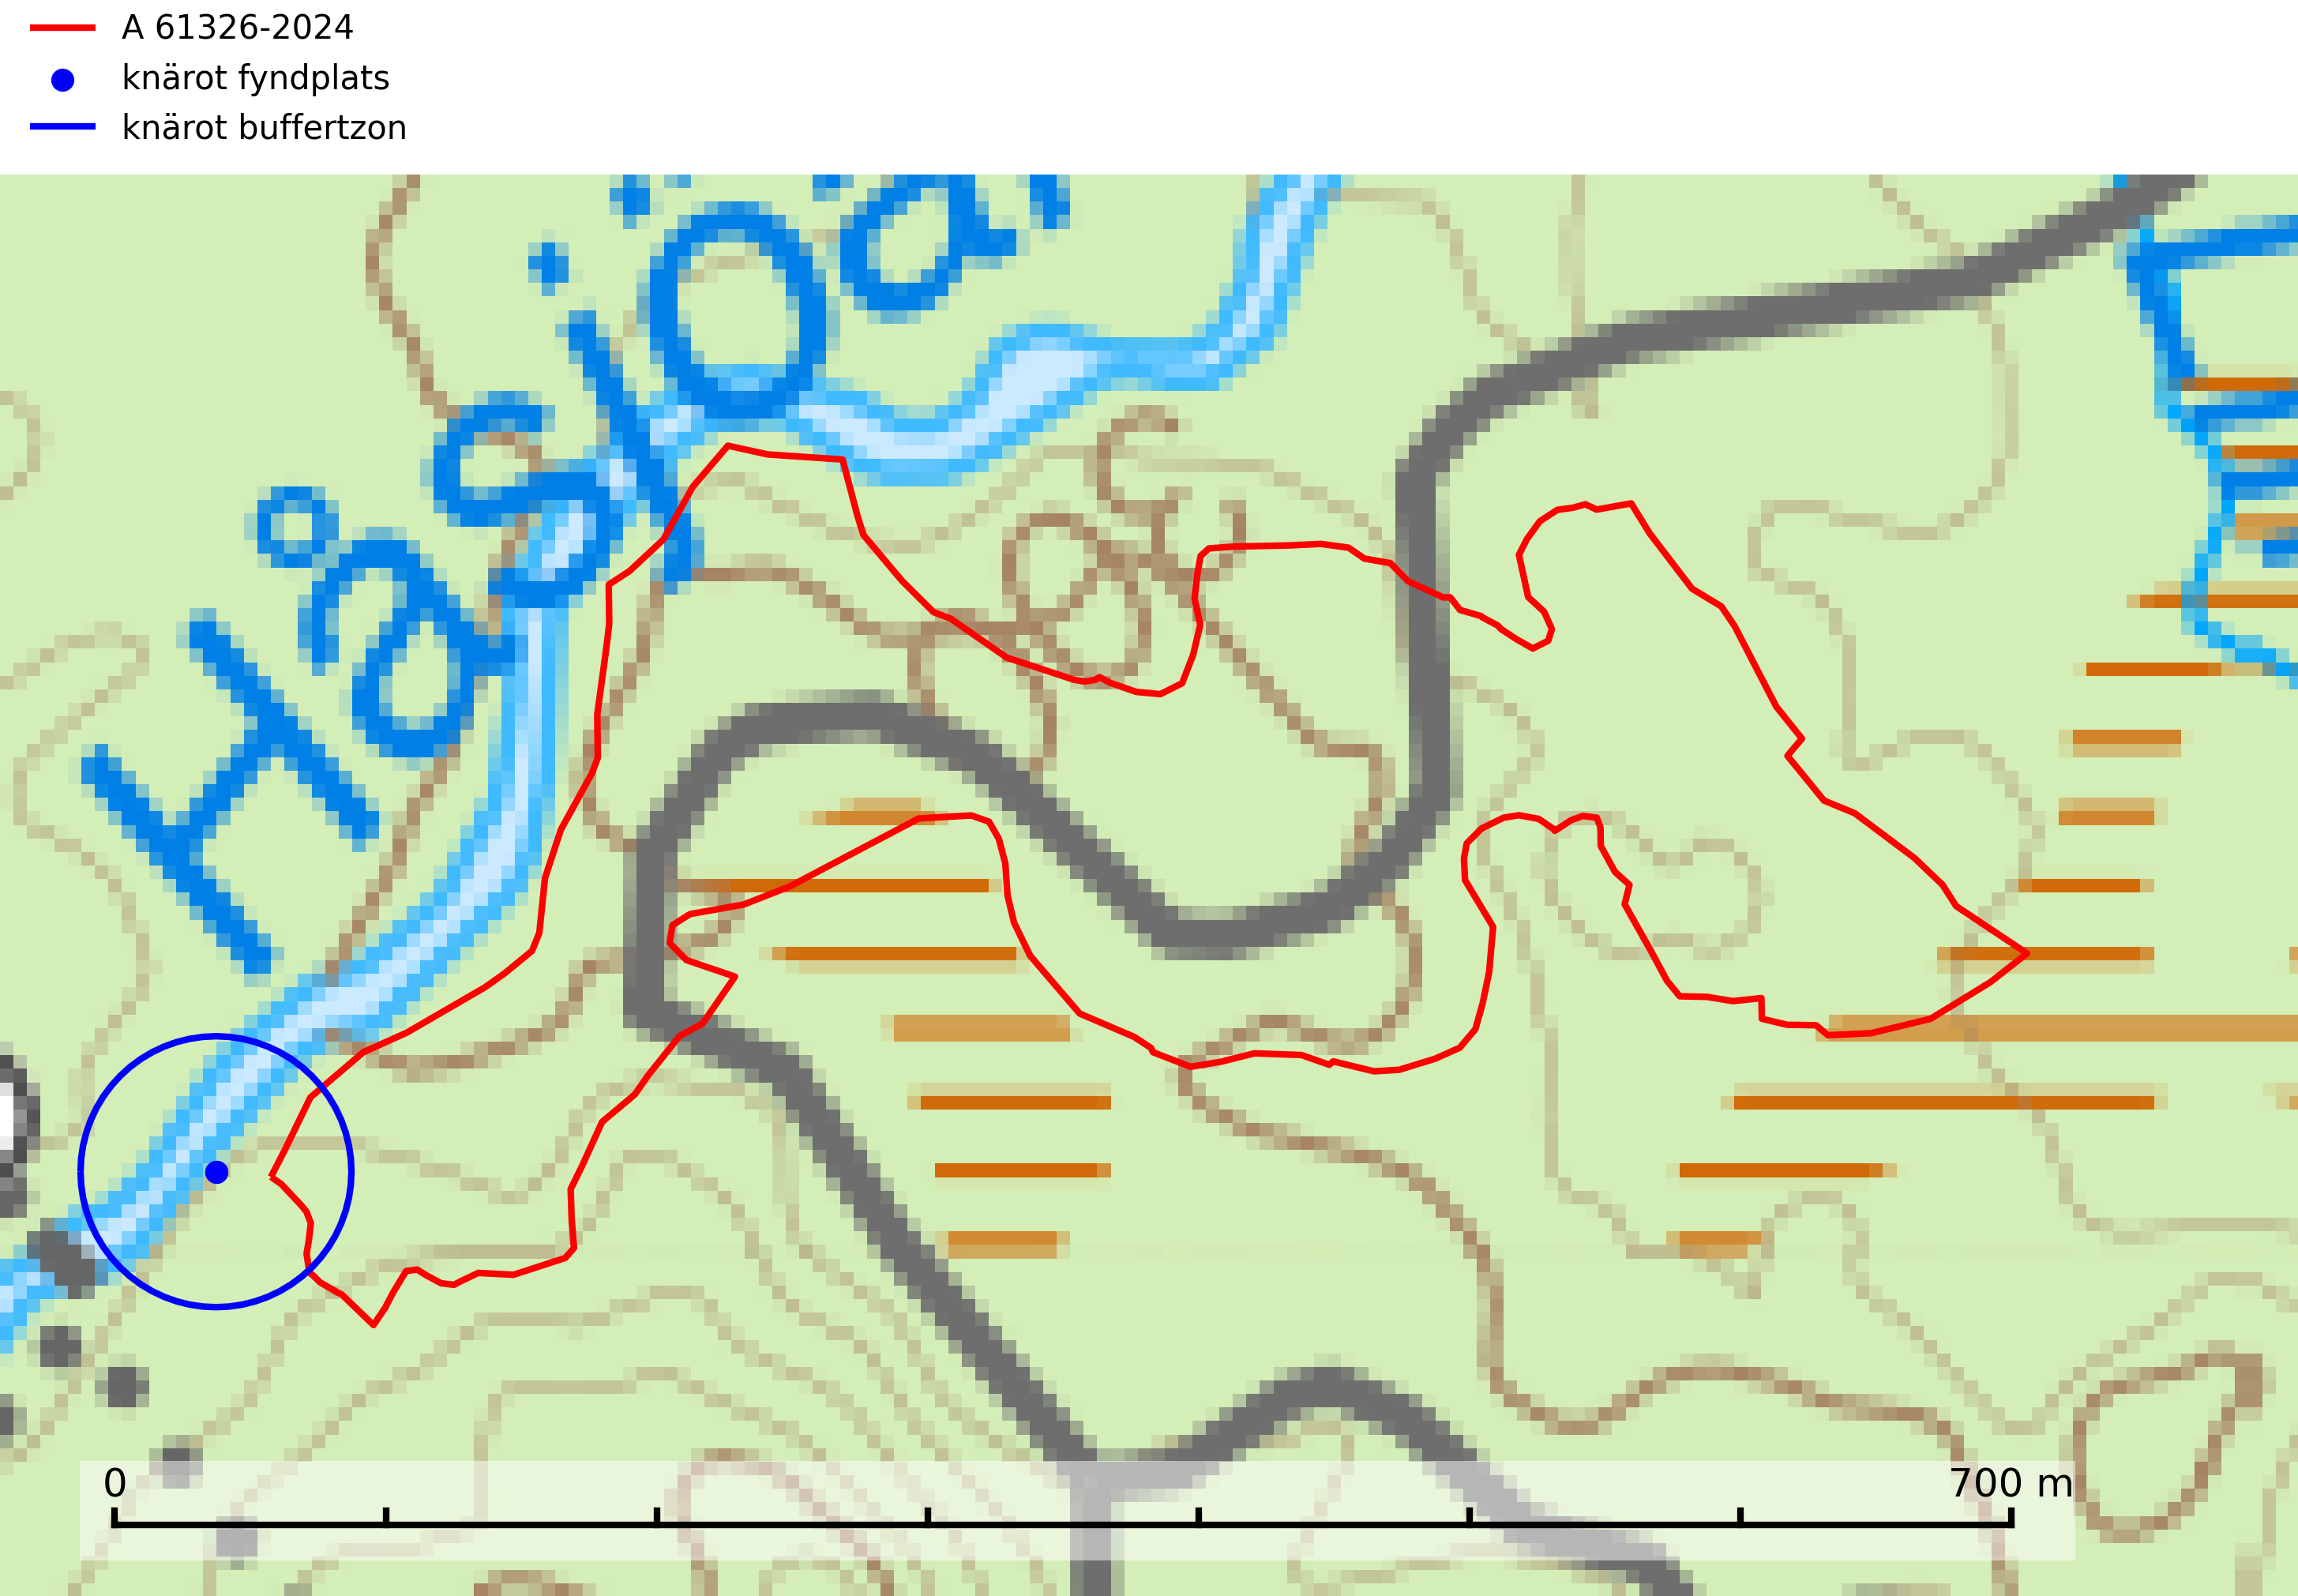 A 61326-2024
knärot fyndplats
knärot buffertzon
0
700 m